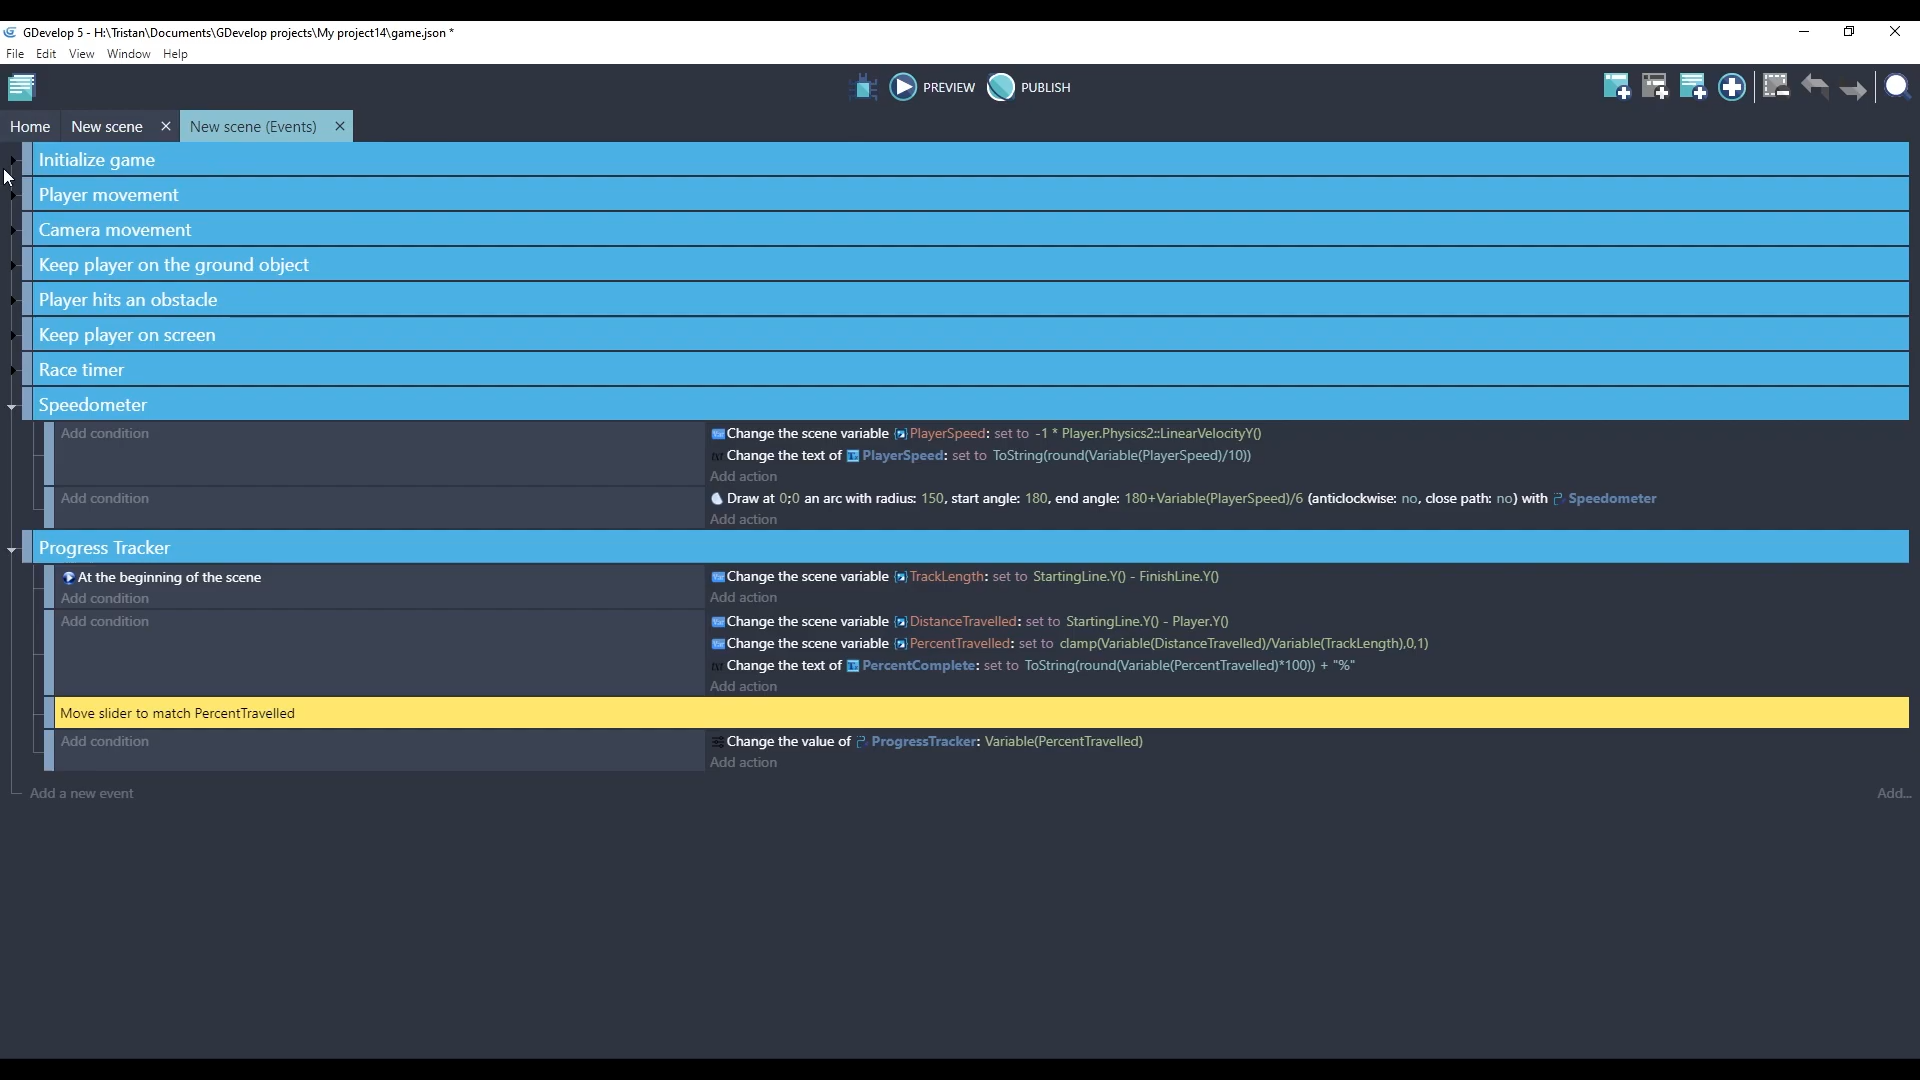 GDevelop 5 - H:\Tristan\Documents\GDevelop projects\My project14\game.json *
File Edit View Window Help
PREVIEW PUBLISH
Home New scene New scene (Events)
Initialize game
Player movement
Camera movement
Keep player on the ground object
Player hits an obstacle
Keep player on screen
Race timer
Speedometer
Add condition
Change the scene variable PlayerSpeed: set to -1 * Player.Physics2::LinearVelocityY()
Change the text of PlayerSpeed: set to ToString(round(Variable(PlayerSpeed)/10))
Add action
Add condition
Draw at 0;0 an arc with radius: 150, start angle: 180, end angle: 180+Variable(PlayerSpeed)/6 (anticlockwise: no, close path: no) with Speedometer
Add action
Progress Tracker
At the beginning of the scene
Add condition
Change the scene variable TrackLength: set to StartingLine.Y() - FinishLine.Y()
Add action
Add condition
Change the scene variable DistanceTravelled: set to StartingLine.Y() - Player.Y()
Change the scene variable PercentTravelled: set to clamp(Variable(DistanceTravelled)/Variable(TrackLength),0,1)
Change the text of PercentComplete: set to ToString(round(Variable(PercentTravelled)*100)) + "%"
Add action
Move slider to match PercentTravelled
Add condition
Change the value of ProgressTracker: Variable(PercentTravelled)
Add action
Add a new event
Add...